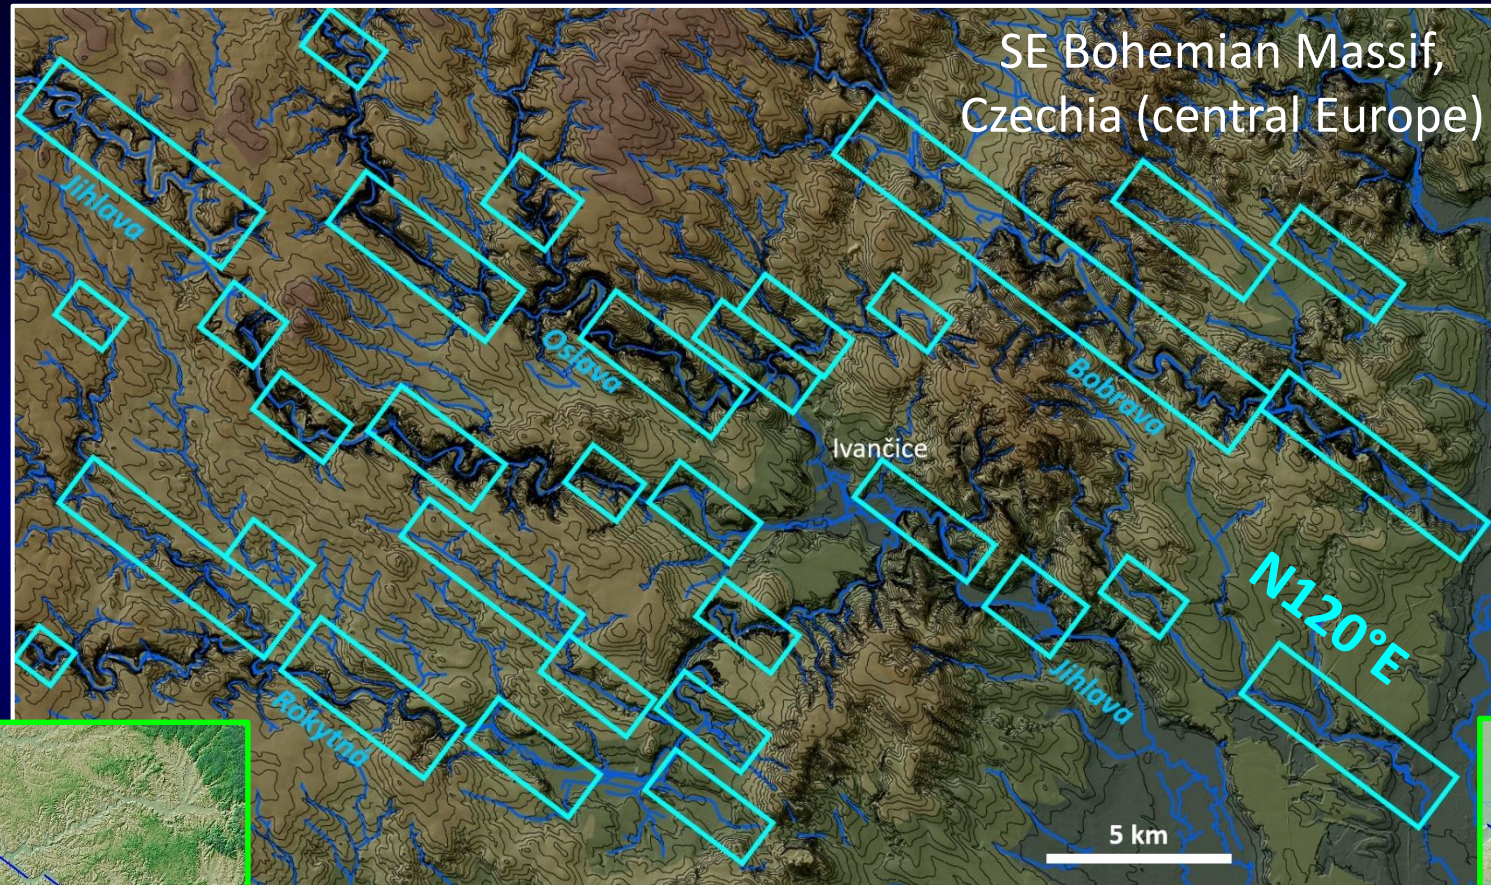 SE Bohemian Massif,
Czechia (central Europe)
Jihlava
Oslava
Bobrava
Ivančice
N120°E
Jihlava
Rokytná
5 km